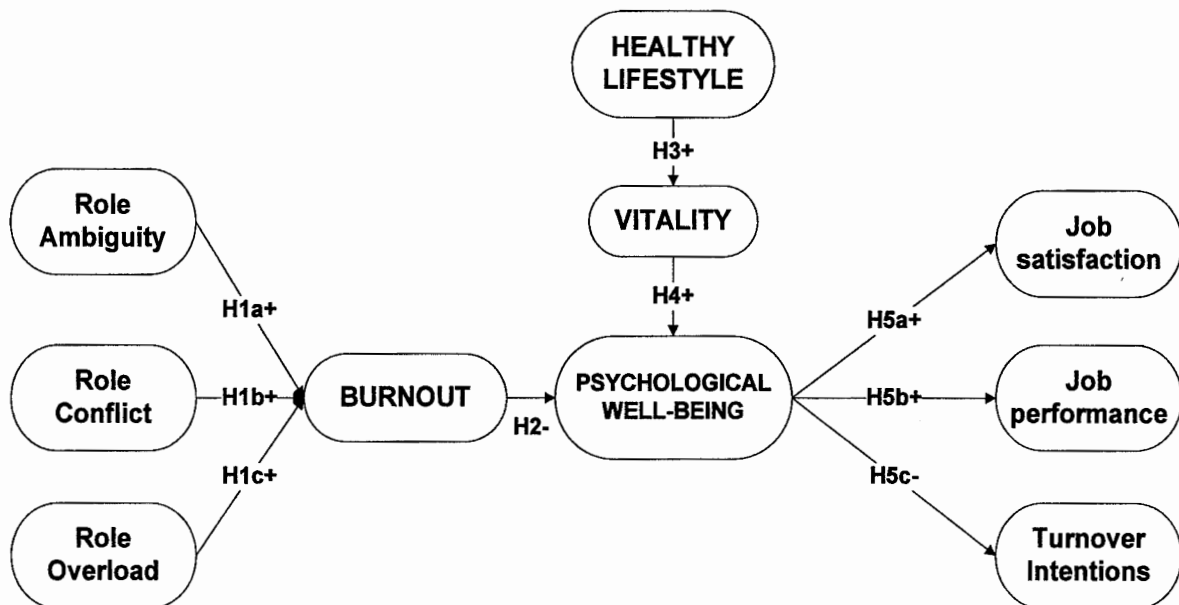 HEALTHY
LIFESTYLE
H3+
VITALITY
H4+
Role
Ambiguity
H1a+
Role
Conflict
H1b+
Role
Overload
H1c+
BURNOUT
H2-
PSYCHOLOGICAL
WELL-BEING
H5a+
Job
satisfaction
H5b+
Job
performance
H5c-
Turnover
Intentions